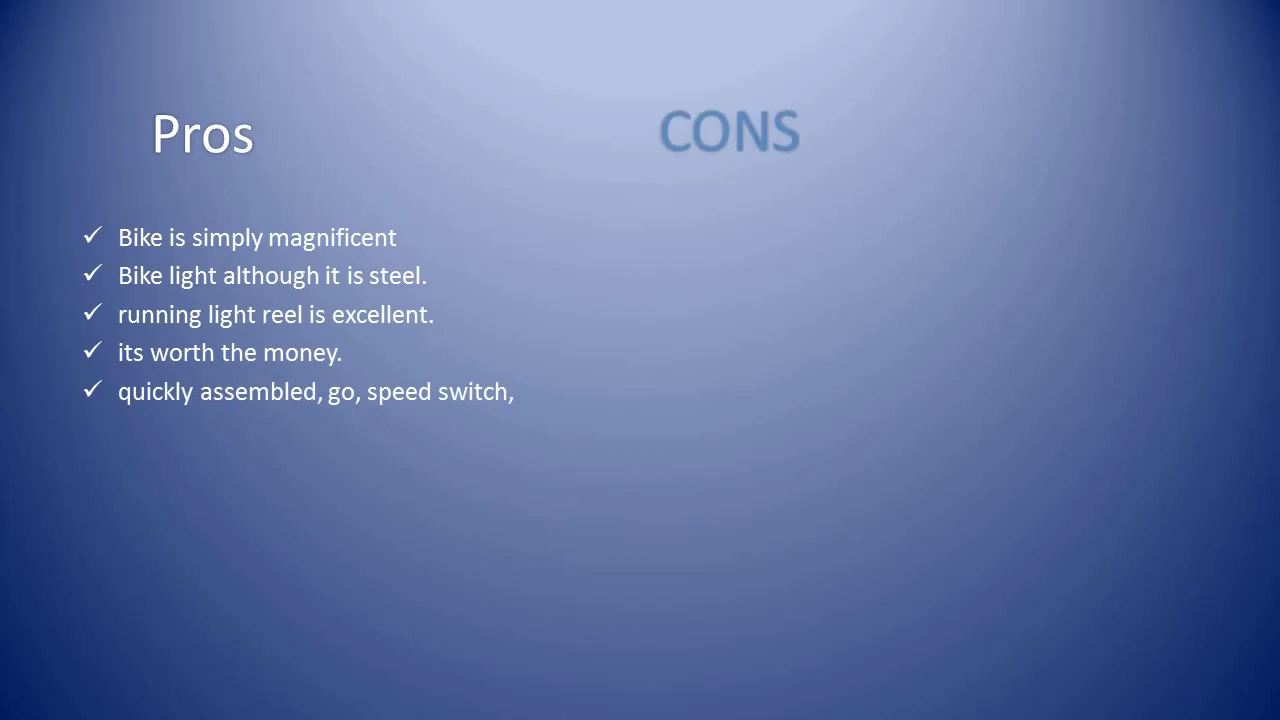 Pros
CONS
Bike is simply magnificent
Bike light although it is steel.
running light reel is excellent.
its worth the money.
quickly assembled, go, speed switch,